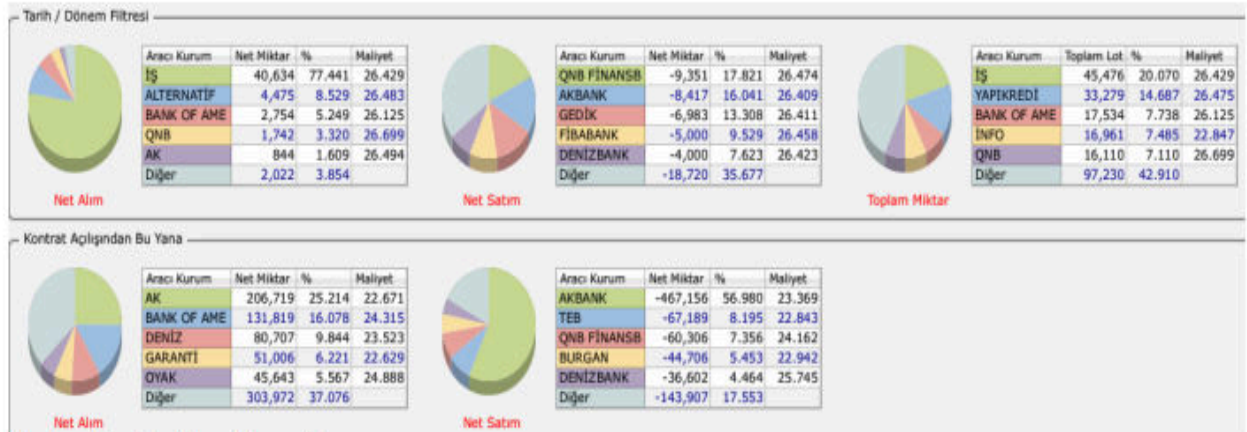 Tarih / Dönem Filtresi
Aracı Kurum Net Miktar % Maliyet
İŞ 40,634 77.441 26.429
ALTERNATİF 4,475 8.529 26.483
BANK OF AME 2,754 5.249 26.125
QNB 1,742 3.320 26.699
AK 844 1.609 26.494
Diğer 2,022 3.854
Net Alım
Aracı Kurum Net Miktar % Maliyet
QNB FİNANSB -9,351 17.821 26.474
AKBANK -8,417 16.041 26.409
GEDİK -6,983 13.308 26.411
FİBABANK -5,000 9.529 26.458
DENİZBANK -4,000 7.623 26.423
Diğer -18,720 35.677
Net Satım
Aracı Kurum Toplam Lot % Maliyet
İŞ 45,476 20.070 26.429
YAPIKREDİ 33,279 14.687 26.475
BANK OF AME 17,534 7.738 26.125
İNFO 16,961 7.485 22.847
QNB 16,110 7.110 26.699
Diğer 97,230 42.910
Toplam Miktar
Kontrat Açılışından Bu Yana
Aracı Kurum Net Miktar % Maliyet
AK 206,719 25.214 22.671
BANK OF AME 131,819 16.078 24.315
DENİZ 80,707 9.844 23.523
GARANTİ 51,006 6.221 22.629
OYAK 45,643 5.567 24.888
Diğer 303,972 37.076
Net Alım
Aracı Kurum Net Miktar % Maliyet
AKBANK -467,156 56.980 23.369
TEB -67,189 8.195 22.843
QNB FİNANSB -60,306 7.356 24.162
BURGAN -44,706 5.453 22.942
DENİZBANK -36,602 4.464 25.745
Diğer -143,907 17.553
Net Satım